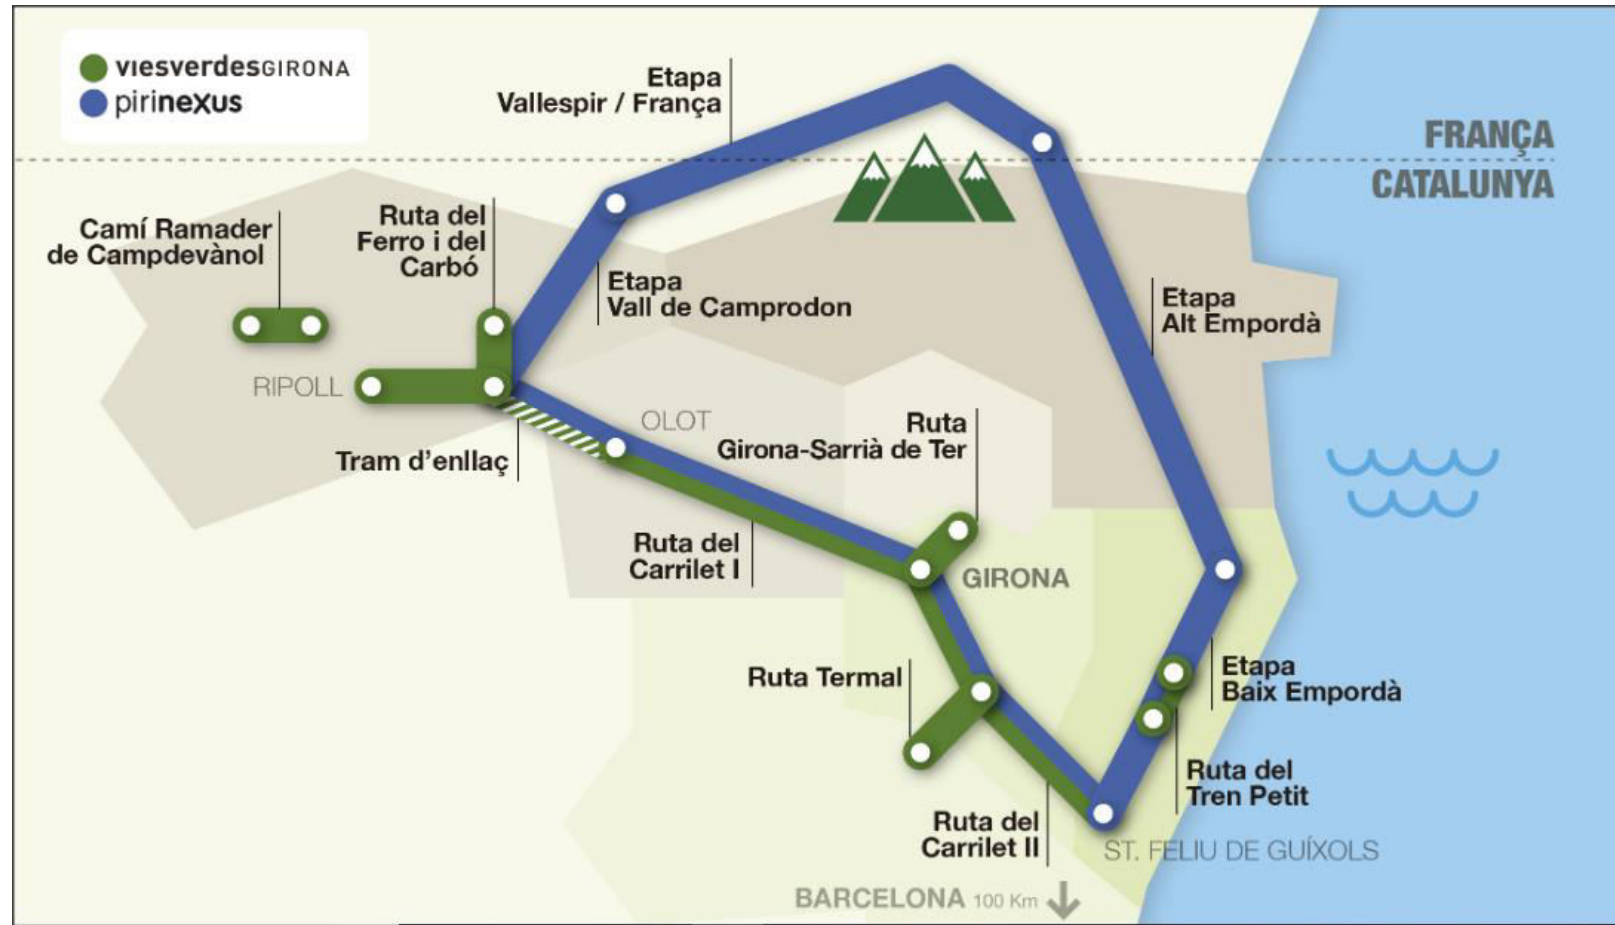 viesverdesGIRONA
pirinexus
Etapa
Vallespir / França
FRANÇA
CATALUNYA
Camí Ramader
de Campdevànol
Ruta del
Ferro i del
Carbó
Etapa
Vall de Camprodon
Etapa
Alt Empordà
RIPOLL
OLOT
Ruta
Girona-Sarrià de Ter
Tram d'enllaç
Ruta del
Carrilet I
GIRONA
Ruta Termal
Etapa
Baix Empordà
Ruta del
Tren Petit
Ruta del
Carrilet II
ST. FELIU DE GUÍXOLS
BARCELONA 100 Km